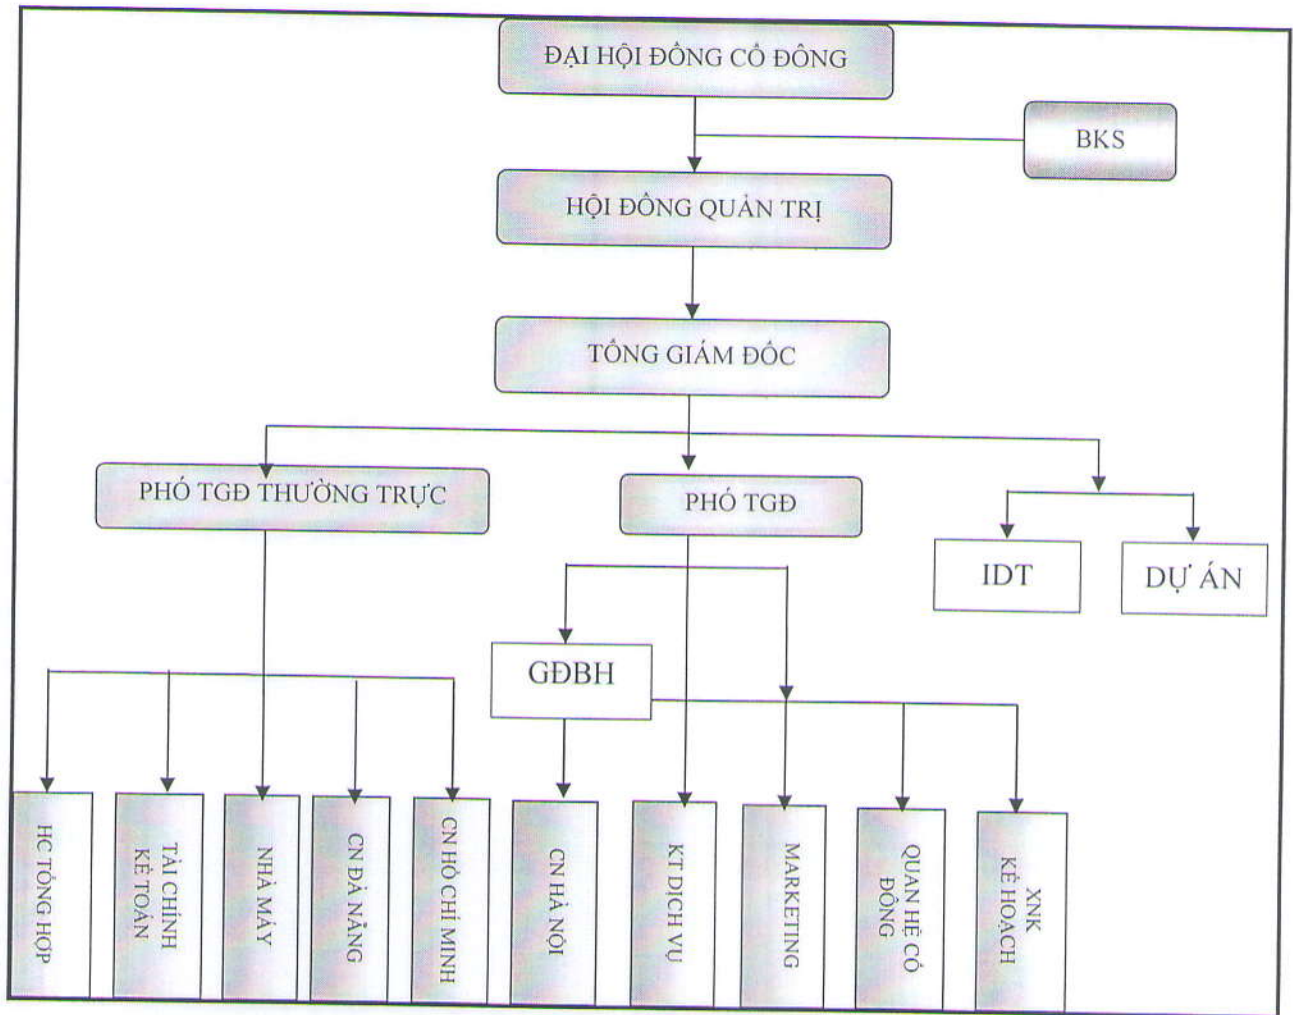 ĐẠI HỘI ĐỒNG CỔ ĐÔNG
BKS
HỘI ĐỒNG QUẢN TRỊ
TỔNG GIÁM ĐỐC
PHÓ TGĐ THƯỜNG TRỰC
PHÓ TGĐ
IDT
DỰ ÁN
GĐBH
HC TỔNG HỢP
TÀI CHÍNH
KẾ TOÁN
NHÀ MÁY
CN ĐÀ NẴNG
CN HỒ CHÍ MINH
CN HÀ NỘI
KT DỊCH VỤ
MARKETING
QUAN HỆ CỔ
ĐÔNG
XNK
KẾ HOẠCH